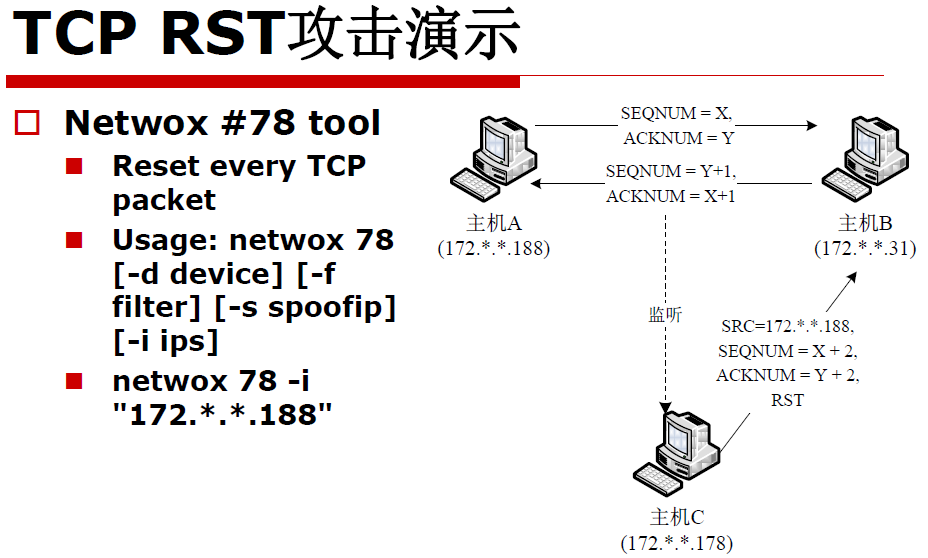 TCP RST攻击演示
Netwox #78 tool
Reset every TCP
packet
Usage: netwox 78
[-d device] [-f
filter] [-s spoofip]
[-i ips]
netwox 78 -i
"172.*.*.188"
SEQNUM = X,
ACKNUM = Y
SEQNUM = Y+1,
ACKNUM = X+1
主机A
(172.*.*.188)
主机B
(172.*.*.31)
监听
SRC=172.*.*.188,
SEQNUM = X + 2,
ACKNUM = Y + 2,
RST
主机C
(172.*.*.178)